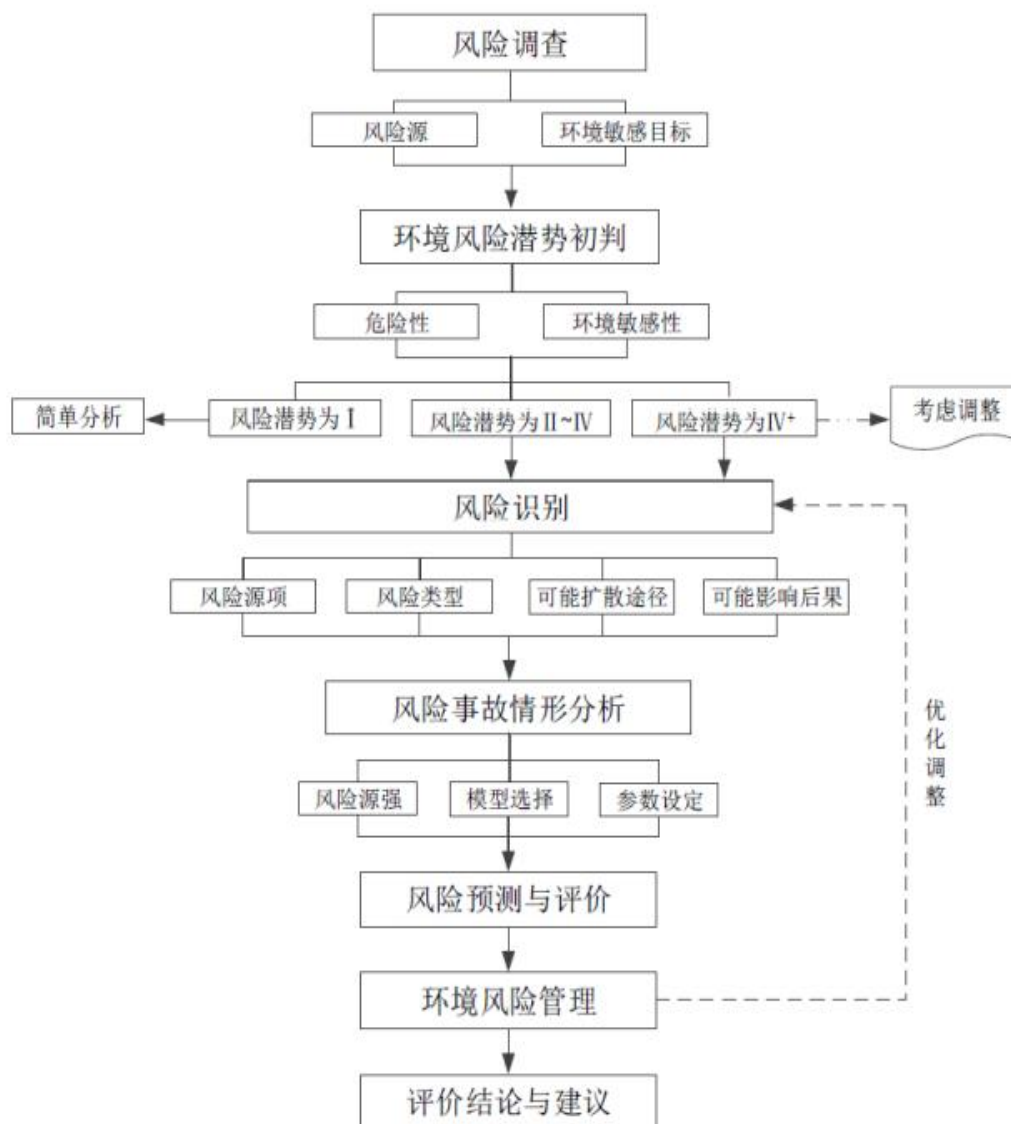 风险调查
风险源
环境敏感目标
环境风险潜势初判
危险性
环境敏感性
简单分析
风险潜势为Ⅰ
风险潜势为Ⅱ~Ⅳ
风险潜势为Ⅳ+
考虑调整
风险识别
风险源项
风险类型
可能扩散途径
可能影响后果
风险事故情形分析
优化调整
风险源强
模型选择
参数设定
风险预测与评价
环境风险管理
评价结论与建议